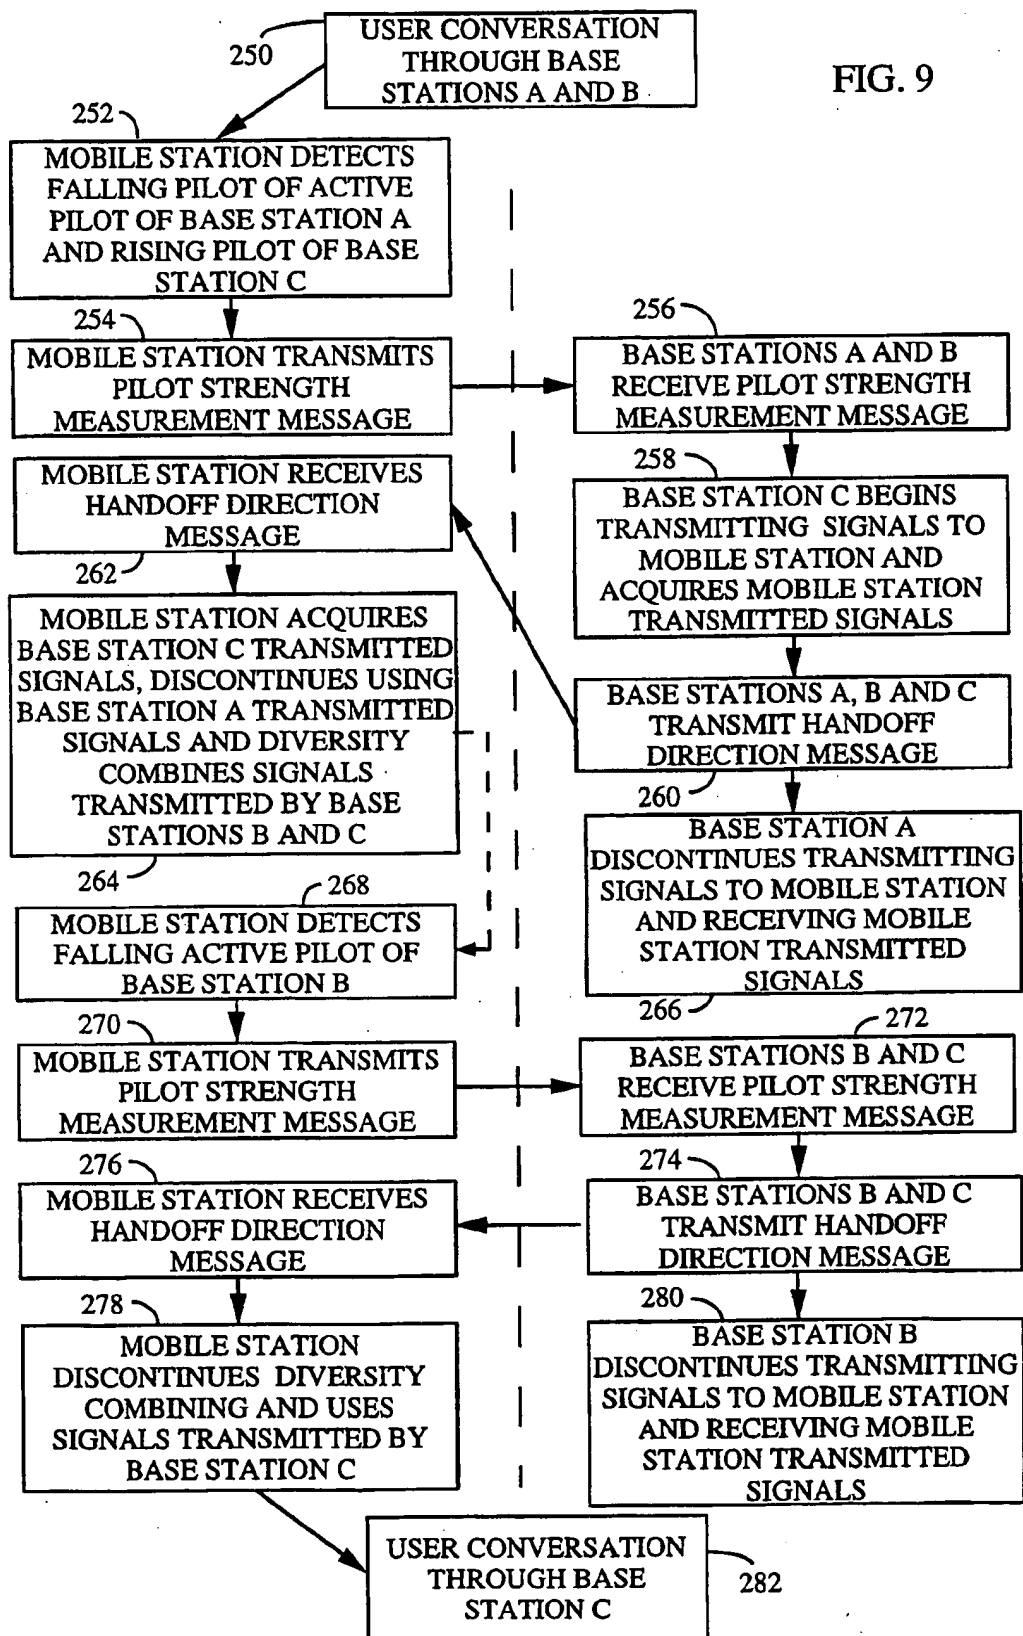 250
USER CONVERSATION
THROUGH BASE
STATIONS A AND B
FIG. 9
252
MOBILE STATION DETECTS
FALLING PILOT OF ACTIVE
PILOT OF BASE STATION A
AND RISING PILOT OF BASE
STATION C
254
MOBILE STATION TRANSMITS
PILOT STRENGTH
MEASUREMENT MESSAGE
256
BASE STATIONS A AND B
RECEIVE PILOT STRENGTH
MEASUREMENT MESSAGE
258
BASE STATION C BEGINS
TRANSMITTING SIGNALS TO
MOBILE STATION AND
ACQUIRES MOBILE STATION
TRANSMITTED SIGNALS
BASE STATIONS A, B AND C
TRANSMIT HANDOFF
DIRECTION MESSAGE
260
MOBILE STATION RECEIVES
HANDOFF DIRECTION
MESSAGE
262
MOBILE STATION ACQUIRES
BASE STATION C TRANSMITTED
SIGNALS, DISCONTINUES USING
BASE STATION A TRANSMITTED
SIGNALS AND DIVERSITY
COMBINES SIGNALS
TRANSMITTED BY BASE
STATIONS B AND C
264
BASE STATION A
DISCONTINUES TRANSMITTING
SIGNALS TO MOBILE STATION
AND RECEIVING MOBILE
STATION TRANSMITTED
SIGNALS
266
268
MOBILE STATION DETECTS
FALLING ACTIVE PILOT OF
BASE STATION B
270
MOBILE STATION TRANSMITS
PILOT STRENGTH
MEASUREMENT MESSAGE
272
BASE STATIONS B AND C
RECEIVE PILOT STRENGTH
MEASUREMENT MESSAGE
274
BASE STATIONS B AND C
TRANSMIT HANDOFF
DIRECTION MESSAGE
276
MOBILE STATION RECEIVES
HANDOFF DIRECTION
MESSAGE
278
MOBILE STATION
DISCONTINUES DIVERSITY
COMBINING AND USES
SIGNALS TRANSMITTED BY
BASE STATION C
280
BASE STATION B
DISCONTINUES TRANSMITTING
SIGNALS TO MOBILE STATION
AND RECEIVING MOBILE
STATION TRANSMITTED
SIGNALS
USER CONVERSATION
THROUGH BASE
STATION C
282